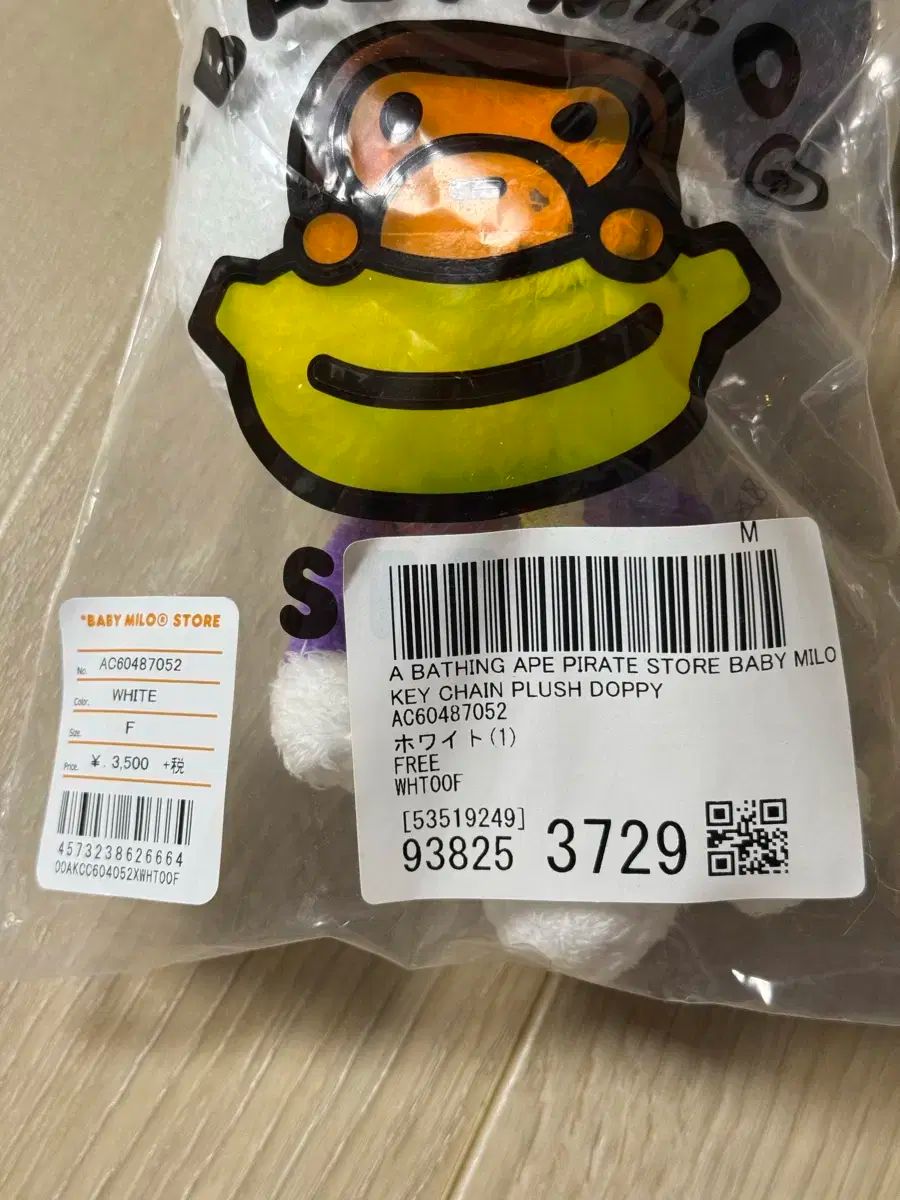 S
M
A BATHING APE PIRATE STORE BABY MILO
KEY CHAIN PLUSH DOPPY
AC60487052
ホワイト(1)
FREE
WHT00F
[53519249]
93825 3729
*BABY MILO® STORE
No. AC60487052
Color. WHITE
Size. F
Price. ¥. 3,500 +税
4573238626664
00AKCC604052XWHT00F